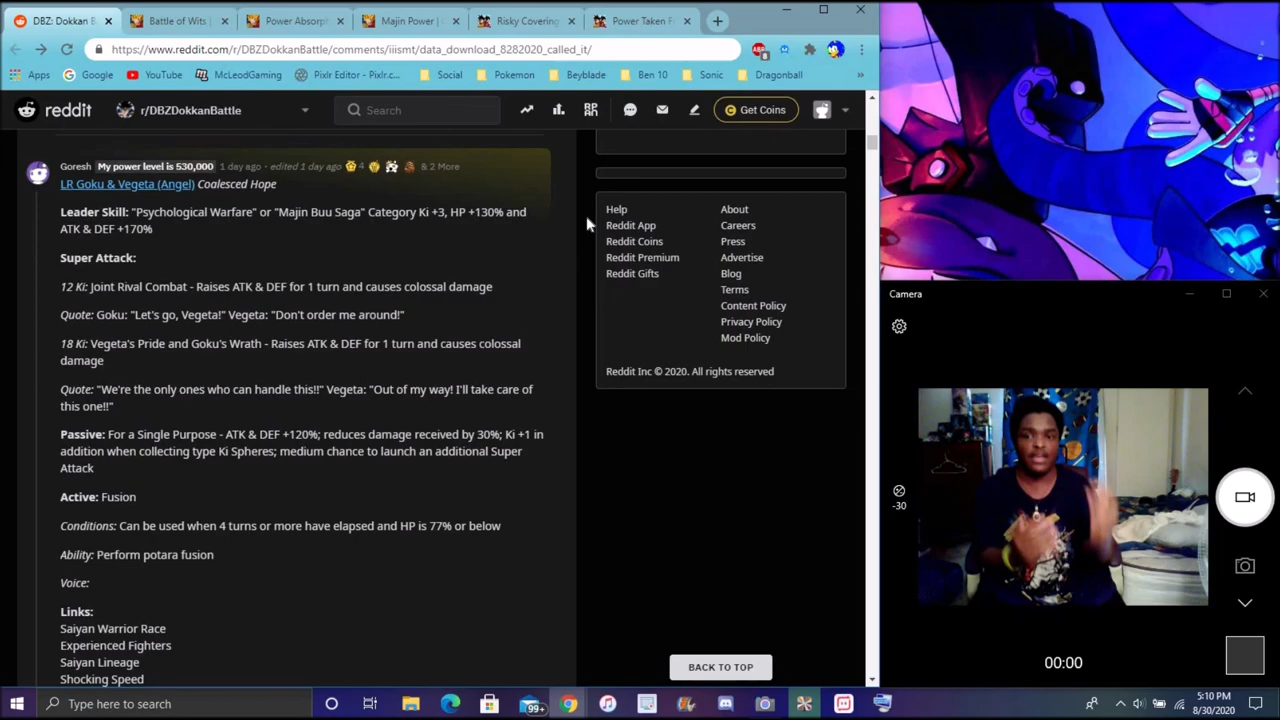 DBZ: Dokkan B
Battle of Wits |
Power Absorp
Majin Power |
Risky Covering
Power Taken F
https://www.reddit.com/r/DBZDokkanBattle/comments/iiismt/data_download_8282020_called_it/
Apps
Google
YouTube
McLeodGaming
Pixlr Editor - Pixlr.c...
Social
Pokemon
Beyblade
Ben 10
Sonic
Dragonball
»
reddit
r/DBZDokkanBattle
Search
Get Coins
Goresh My power level is 530,000 1 day ago · edited 1 day ago 4 & 2 More
LR Goku & Vegeta (Angel) Coalesced Hope
Leader Skill: "Psychological Warfare" or "Majin Buu Saga" Category Ki +3, HP +130% and
ATK & DEF +170%
Super Attack:
12 Ki: Joint Rival Combat - Raises ATK & DEF for 1 turn and causes colossal damage
Quote: Goku: "Let's go, Vegeta!" Vegeta: "Don't order me around!"
18 Ki: Vegeta's Pride and Goku's Wrath - Raises ATK & DEF for 1 turn and causes colossal
damage
Quote: "We're the only ones who can handle this!!" Vegeta: "Out of my way! I'll take care of
this one!!"
Passive: For a Single Purpose - ATK & DEF +120%; reduces damage received by 30%; Ki +1 in
addition when collecting type Ki Spheres; medium chance to launch an additional Super
Attack
Active: Fusion
Conditions: Can be used when 4 turns or more have elapsed and HP is 77% or below
Ability: Perform potara fusion
Voice:
Links:
Saiyan Warrior Race
Experienced Fighters
Saiyan Lineage
Shocking Speed
Help
Reddit App
Reddit Coins
Reddit Premium
Reddit Gifts
About
Careers
Press
Advertise
Blog
Terms
Content Policy
Privacy Policy
Mod Policy
Reddit Inc © 2020. All rights reserved
BACK TO TOP
Camera
-30
00:00
Type here to search
99+
5:10 PM
8/30/2020